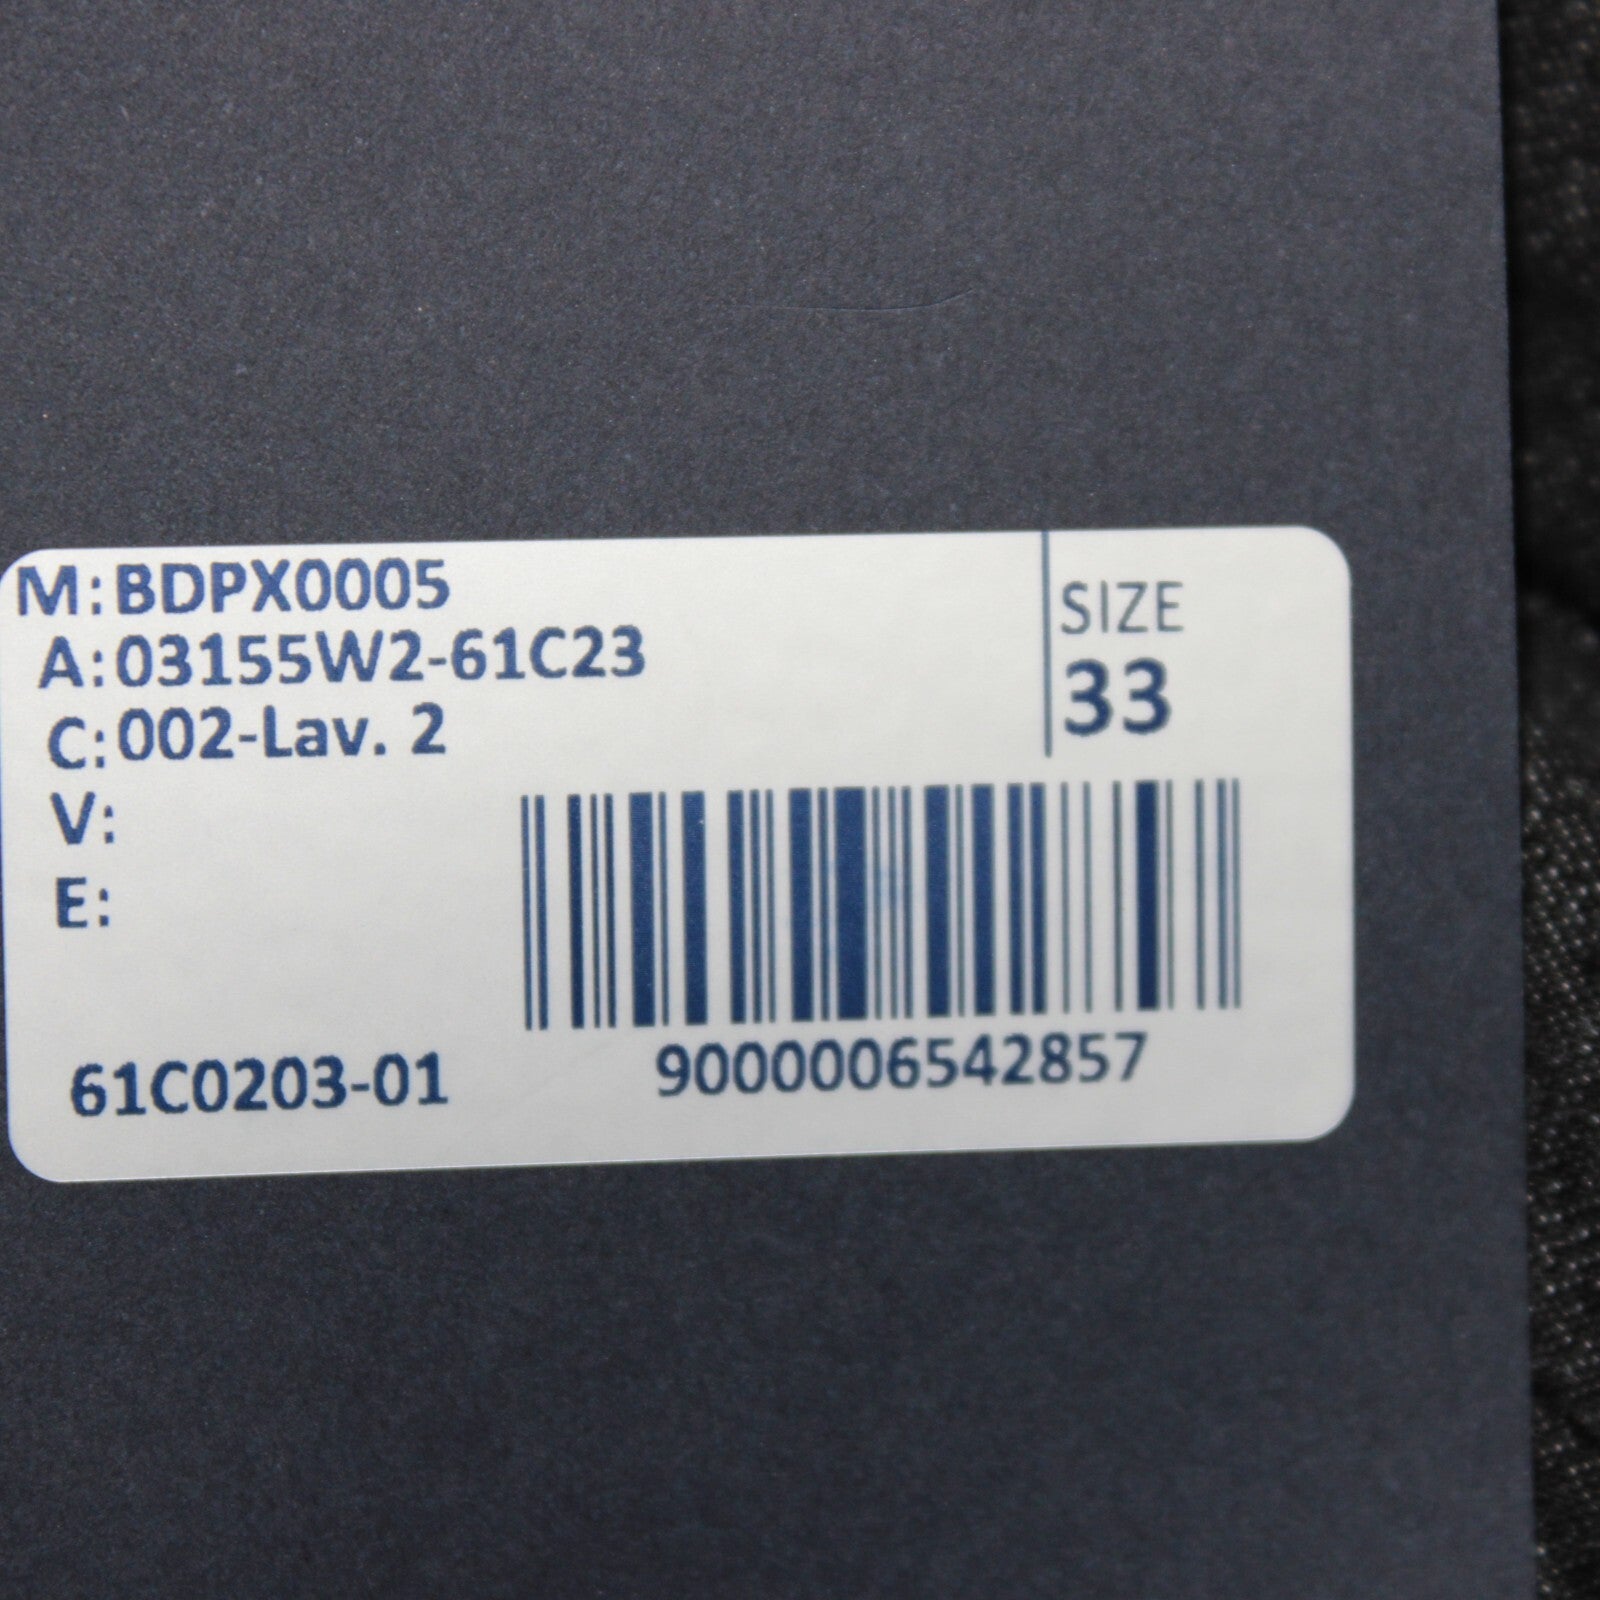 M: BDPX0005
A: 03155W2-61C23
C: 002-Lav. 2
V:
E:
SIZE
33
61C0203-01
9000006542857